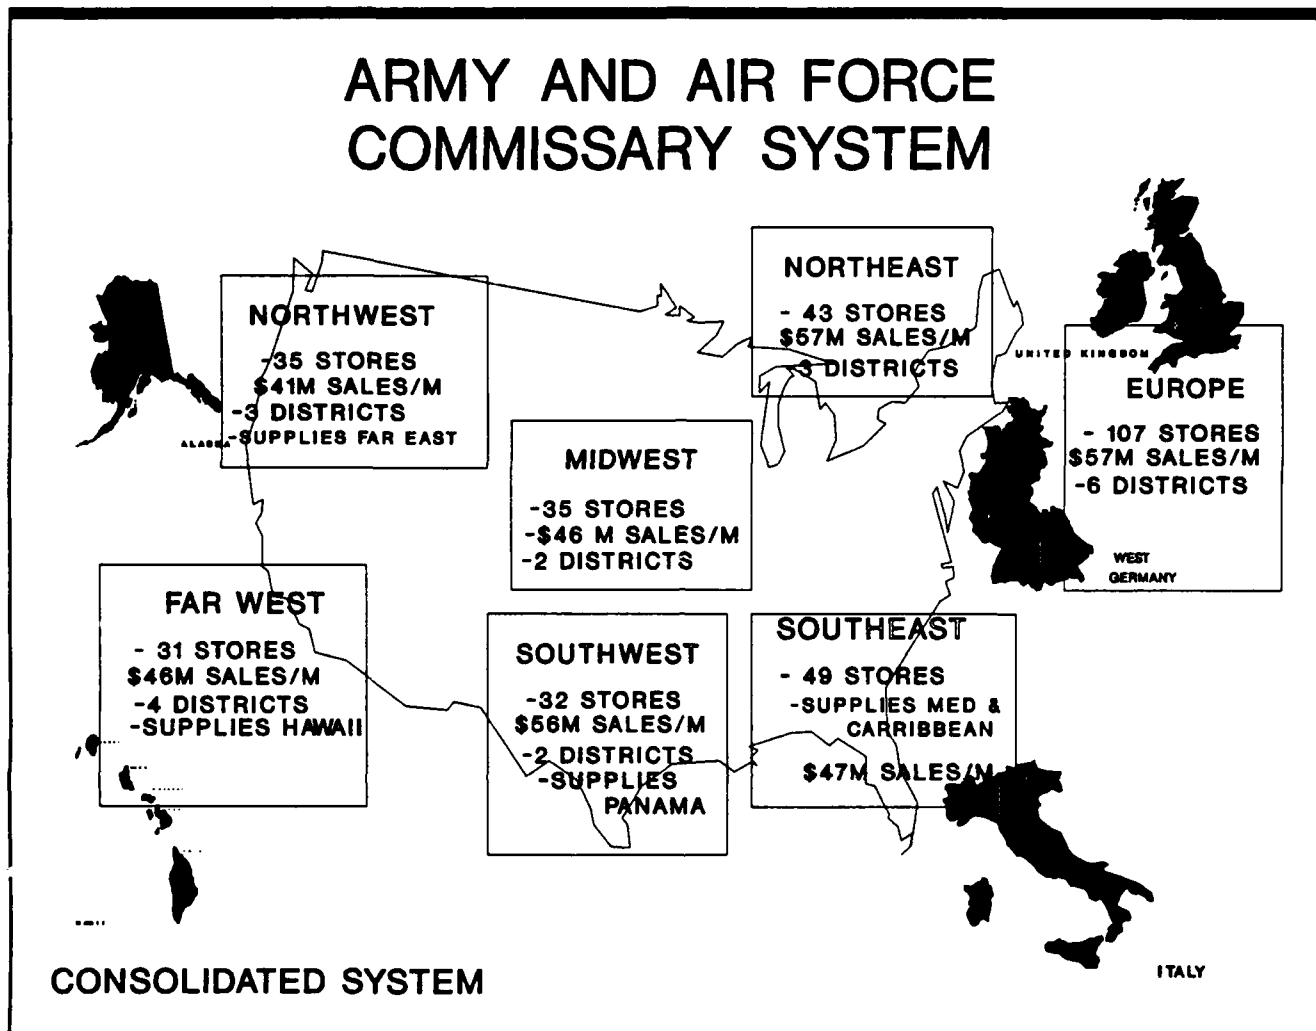 ARMY AND AIR FORCE
COMMISSARY SYSTEM
NORTHWEST
-35 STORES
$41M SALES/M
-3 DISTRICTS
-SUPPLIES FAR EAST
ALASKA
NORTHEAST
- 43 STORES
$57M SALES/M
-3 DISTRICTS
UNITED KINGDOM
EUROPE
- 107 STORES
$57M SALES/M
-6 DISTRICTS
WEST
GERMANY
MIDWEST
-35 STORES
-$46 M SALES/M
-2 DISTRICTS
FAR WEST
- 31 STORES
$46M SALES/M
-4 DISTRICTS
-SUPPLIES HAWAII
SOUTHWEST
-32 STORES
$56M SALES/M
-2 DISTRICTS
-SUPPLIES
PANAMA
SOUTHEAST
- 49 STORES
-SUPPLIES MED &
CARRIBBEAN
$47M SALES/M
ITALY
CONSOLIDATED SYSTEM